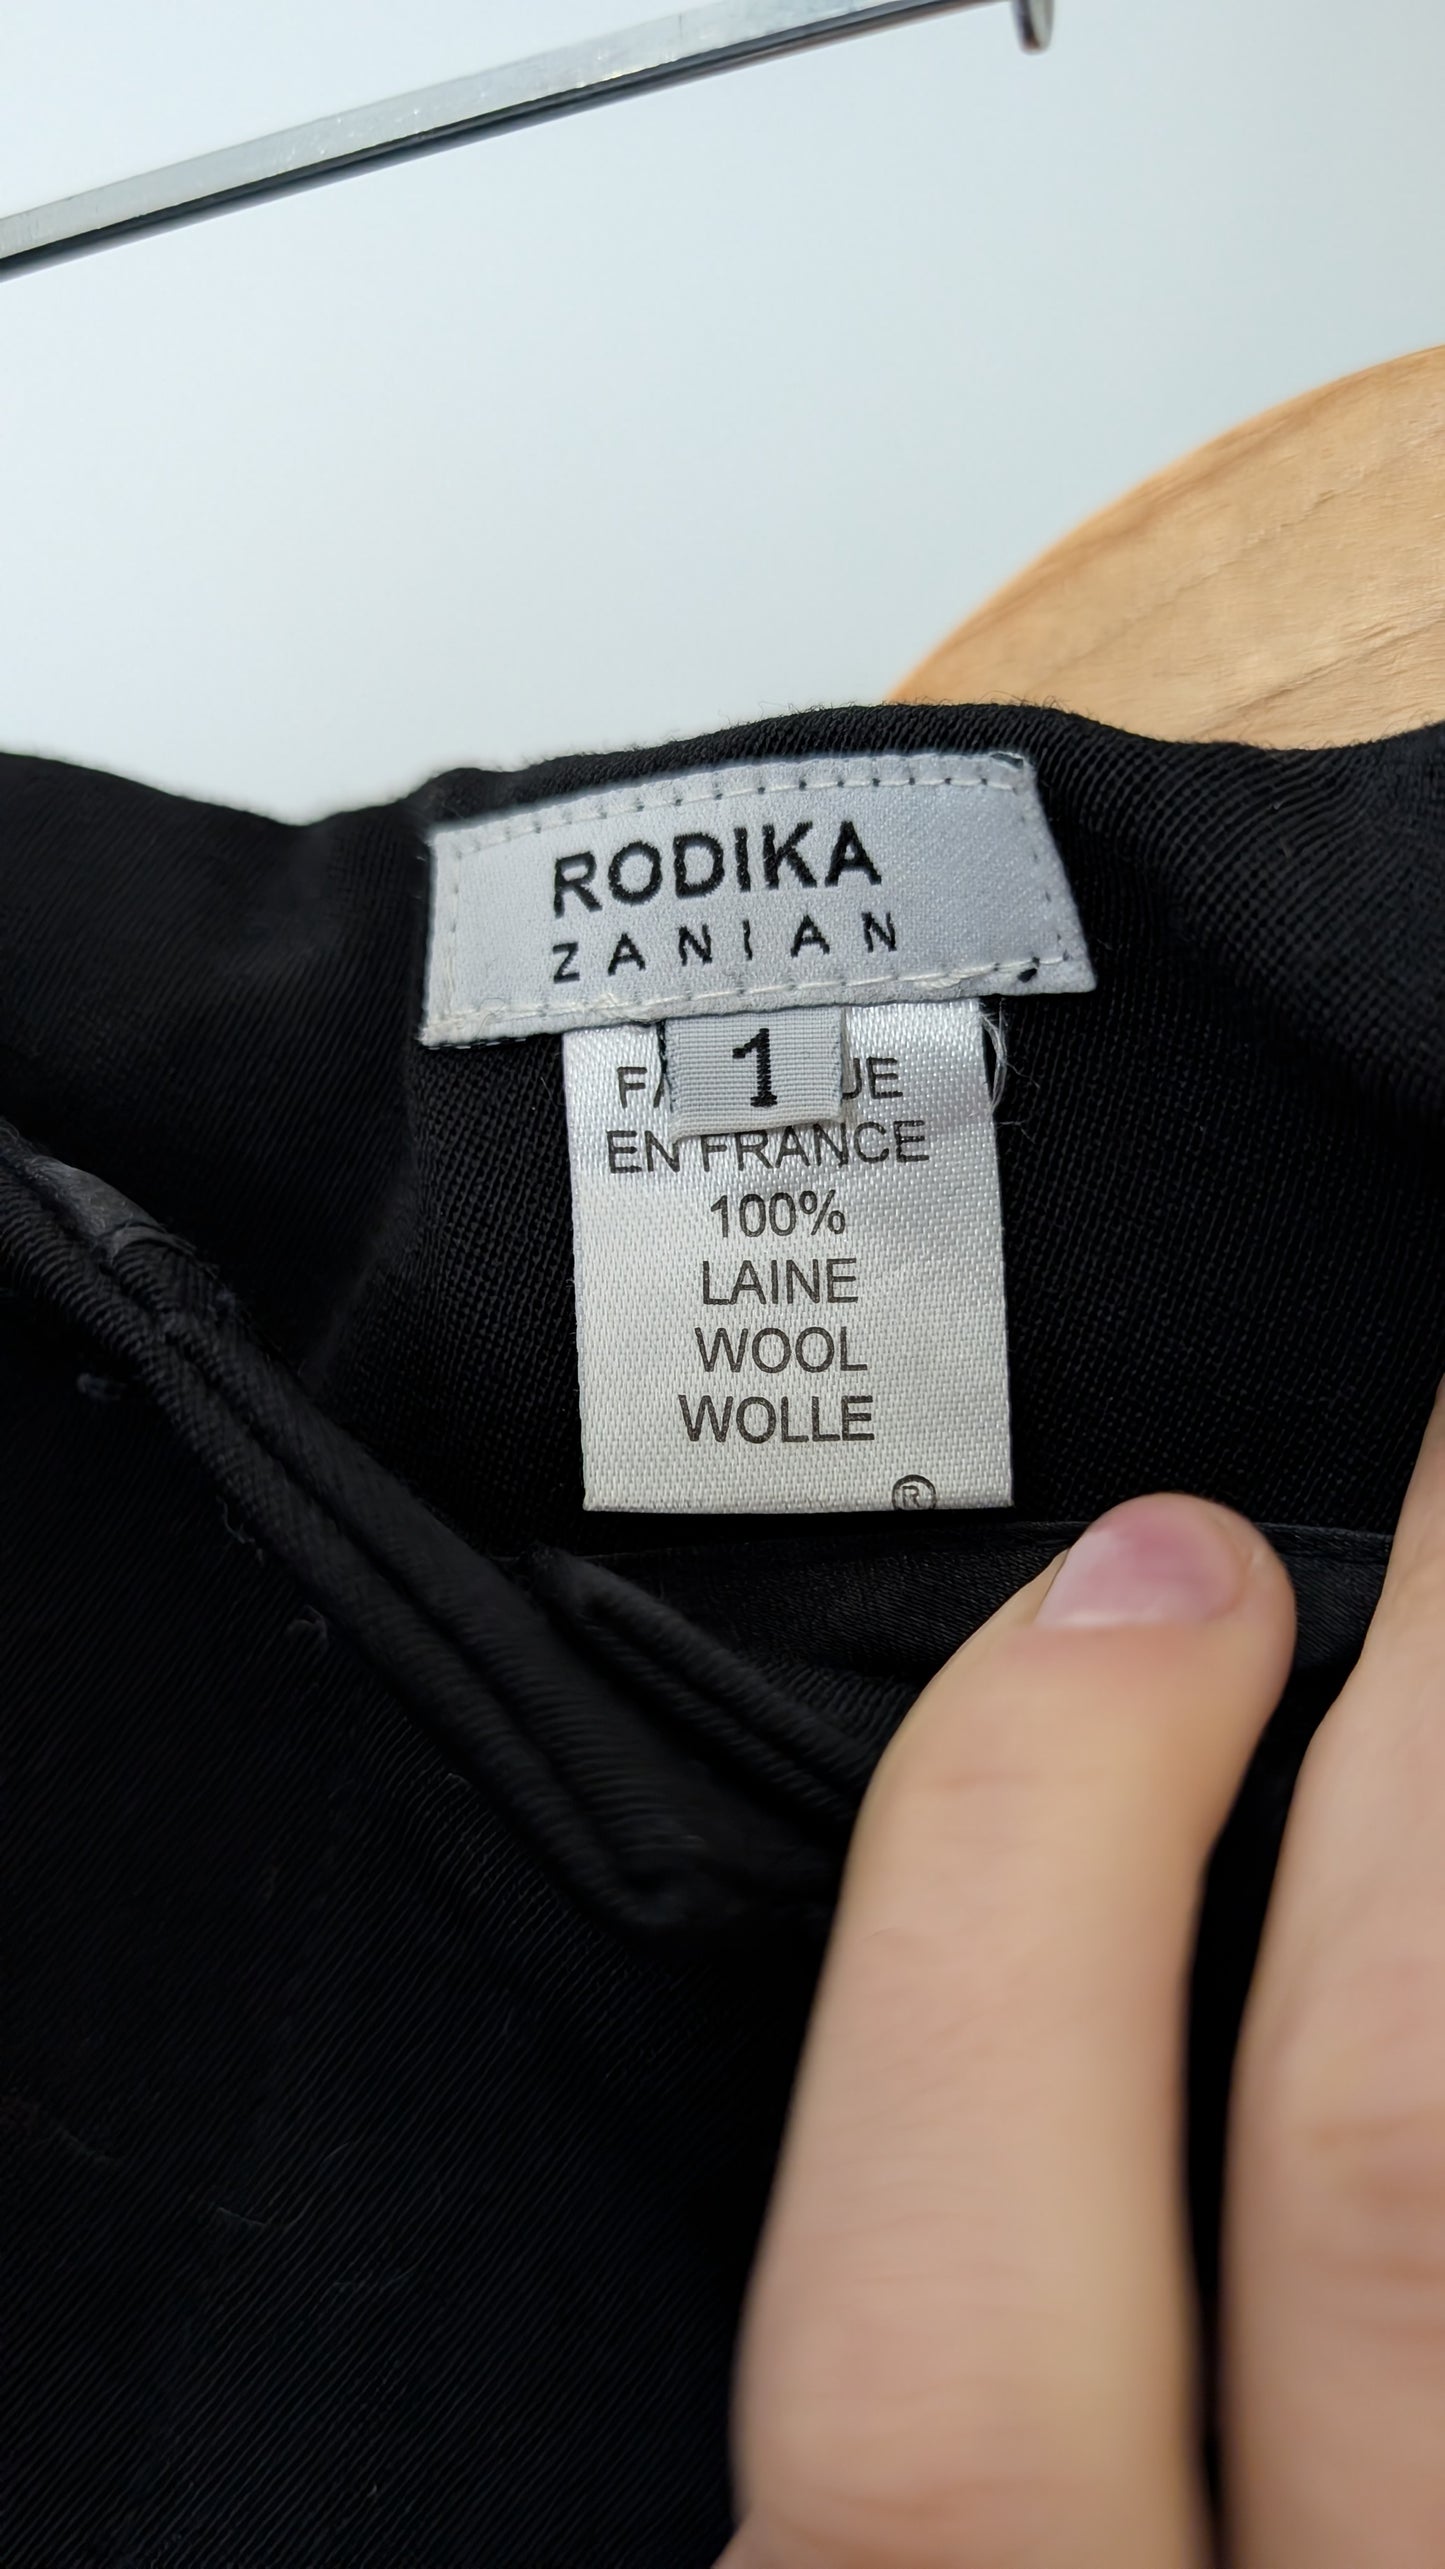 RODIKA
ZANIAN
1
EN FRANCE
100%
LAINE
WOOL
WOLLE
®